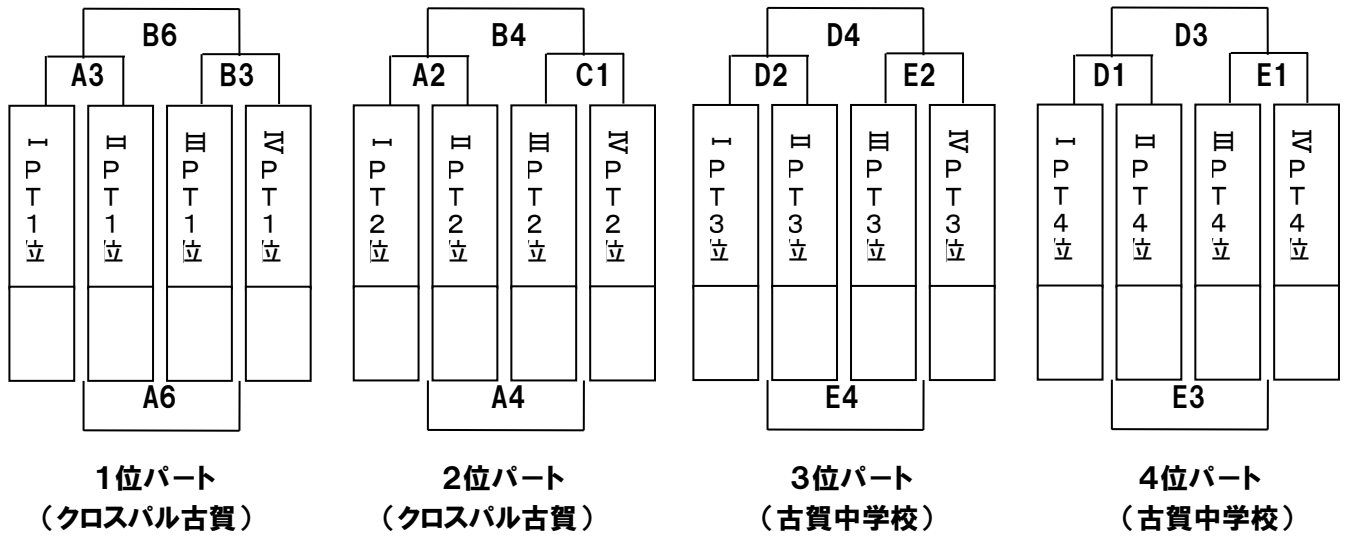 B6
B4
D4
D3
A3
B3
A2
C1
D2
E2
D1
E1
ⅠPT1位
ⅡPT1位
ⅢPT1位
ⅣPT1位
ⅠPT2位
ⅡPT2位
ⅢPT2位
ⅣPT2位
ⅠPT3位
ⅡPT3位
ⅢPT3位
ⅣPT3位
ⅠPT4位
ⅡPT4位
ⅢPT4位
ⅣPT4位
A6
A4
E4
E3
1位パート
(クロスパル古賀)
2位パート
(クロスパル古賀)
3位パート
(古賀中学校)
4位パート
(古賀中学校)